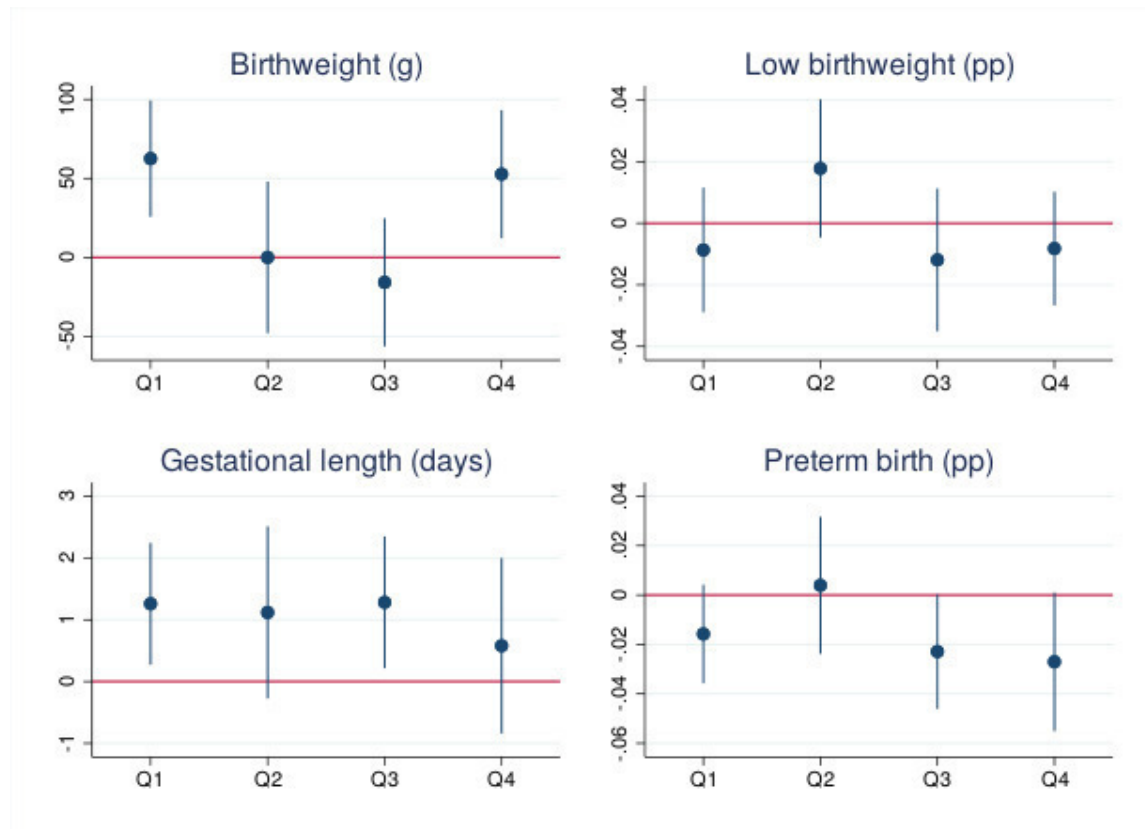 Birthweight (g)
100
50
0
-50
Q1 Q2 Q3 Q4
Low birthweight (pp)
.04
.02
0
-.02
-.04
Q1 Q2 Q3 Q4
Gestational length (days)
3
2
1
0
-1
Q1 Q2 Q3 Q4
Preterm birth (pp)
.04
.02
0
-.02
-.04
-.06
Q1 Q2 Q3 Q4